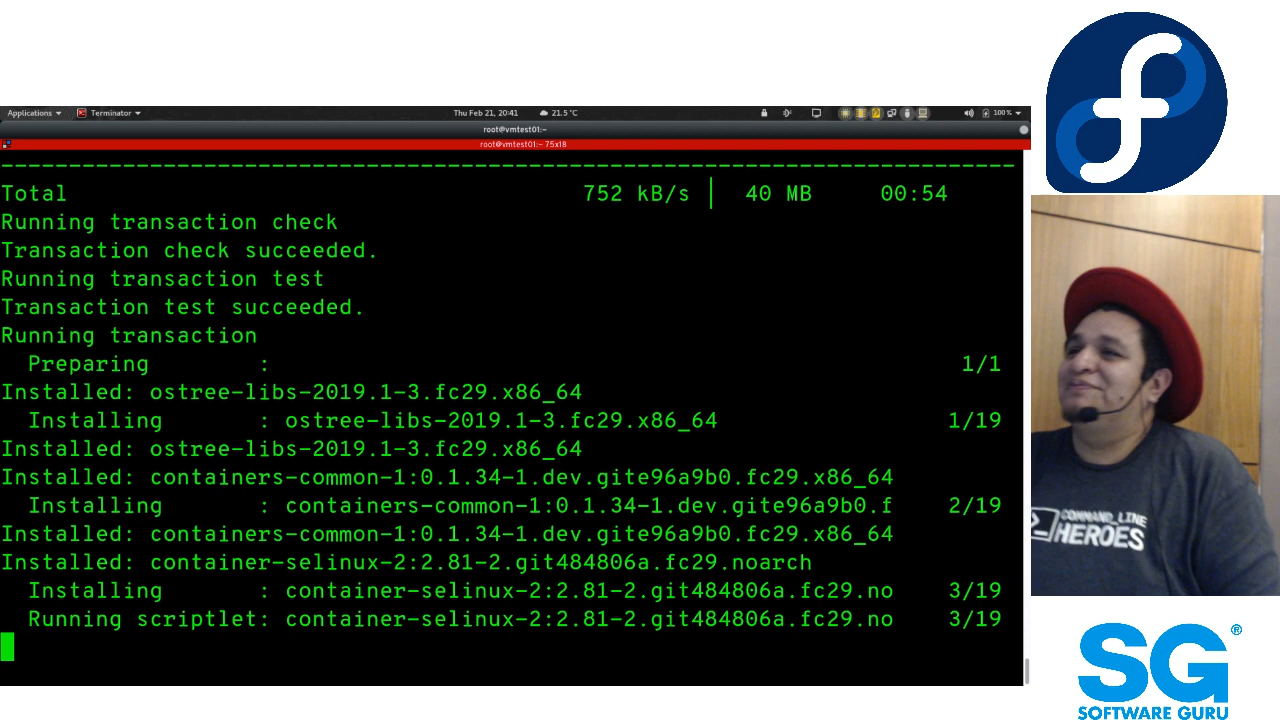 Applications Terminator Thu Feb 21, 20:41 21.5°C 100%
root@vmtest01:~
root@vmtest01:~ 75x18
Total 752 kB/s | 40 MB 00:54
Running transaction check
Transaction check succeeded.
Running transaction test
Transaction test succeeded.
Running transaction
Preparing : 1/1
Installed: ostree-libs-2019.1-3.fc29.x86_64
Installing : ostree-libs-2019.1-3.fc29.x86_64 1/19
Installed: ostree-libs-2019.1-3.fc29.x86_64
Installed: containers-common-1:0.1.34-1.dev.gite96a9b0.fc29.x86_64
Installing : containers-common-1:0.1.34-1.dev.gite96a9b0.f 2/19
Installed: containers-common-1:0.1.34-1.dev.gite96a9b0.fc29.x86_64
Installed: container-selinux-2:2.81-2.git484806a.fc29.noarch
Installing : container-selinux-2:2.81-2.git484806a.fc29.no 3/19
Running scriptlet: container-selinux-2:2.81-2.git484806a.fc29.no 3/19
COMMAND_LINE
HEROES
SG®
SOFTWARE GURU